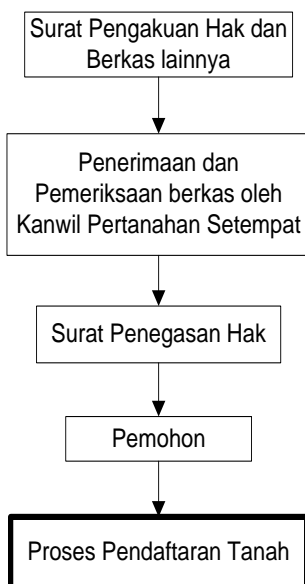 Surat Pengakuan Hak dan
Berkas lainnya
Penerimaan dan
Pemeriksaan berkas oleh
Kanwil Pertanahan Setempat
Surat Penegasan Hak
Pemohon
Proses Pendaftaran Tanah